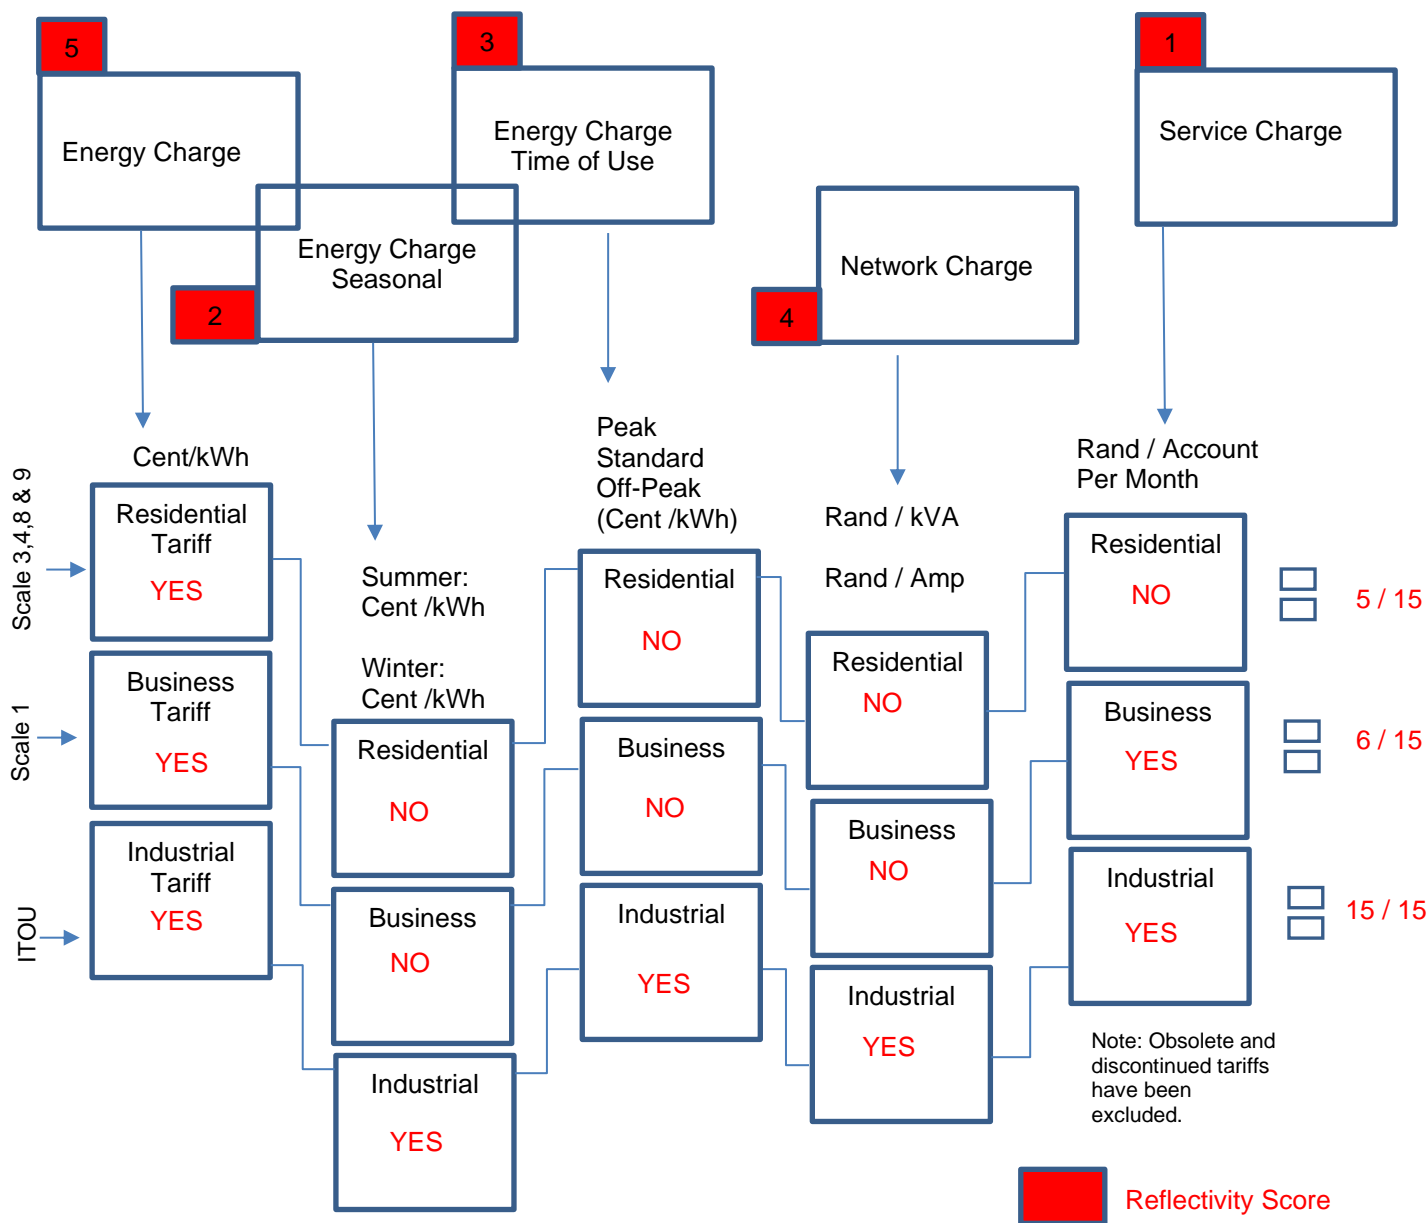 5
3
1
Energy Charge
Energy Charge
Time of Use
Service Charge
Energy Charge
Seasonal
Network Charge
2
4
Cent/kWh
Peak
Standard
Off-Peak
(Cent /kWh)
Rand / Account
Per Month
Rand / kVA
Rand / Amp
Summer:
Cent /kWh
Winter:
Cent /kWh
Scale 3,4,8 & 9
Residential
Tariff
YES
Residential
NO
Residential
NO
Residential
NO
Residential
NO
5 / 15
Scale 1
Business
Tariff
YES
Business
NO
Business
NO
Business
NO
Business
YES
6 / 15
ITOU
Industrial
Tariff
YES
Industrial
YES
Industrial
YES
Industrial
YES
Industrial
YES
15 / 15
Note: Obsolete and
discontinued tariffs
have been
excluded.
Reflectivity Score